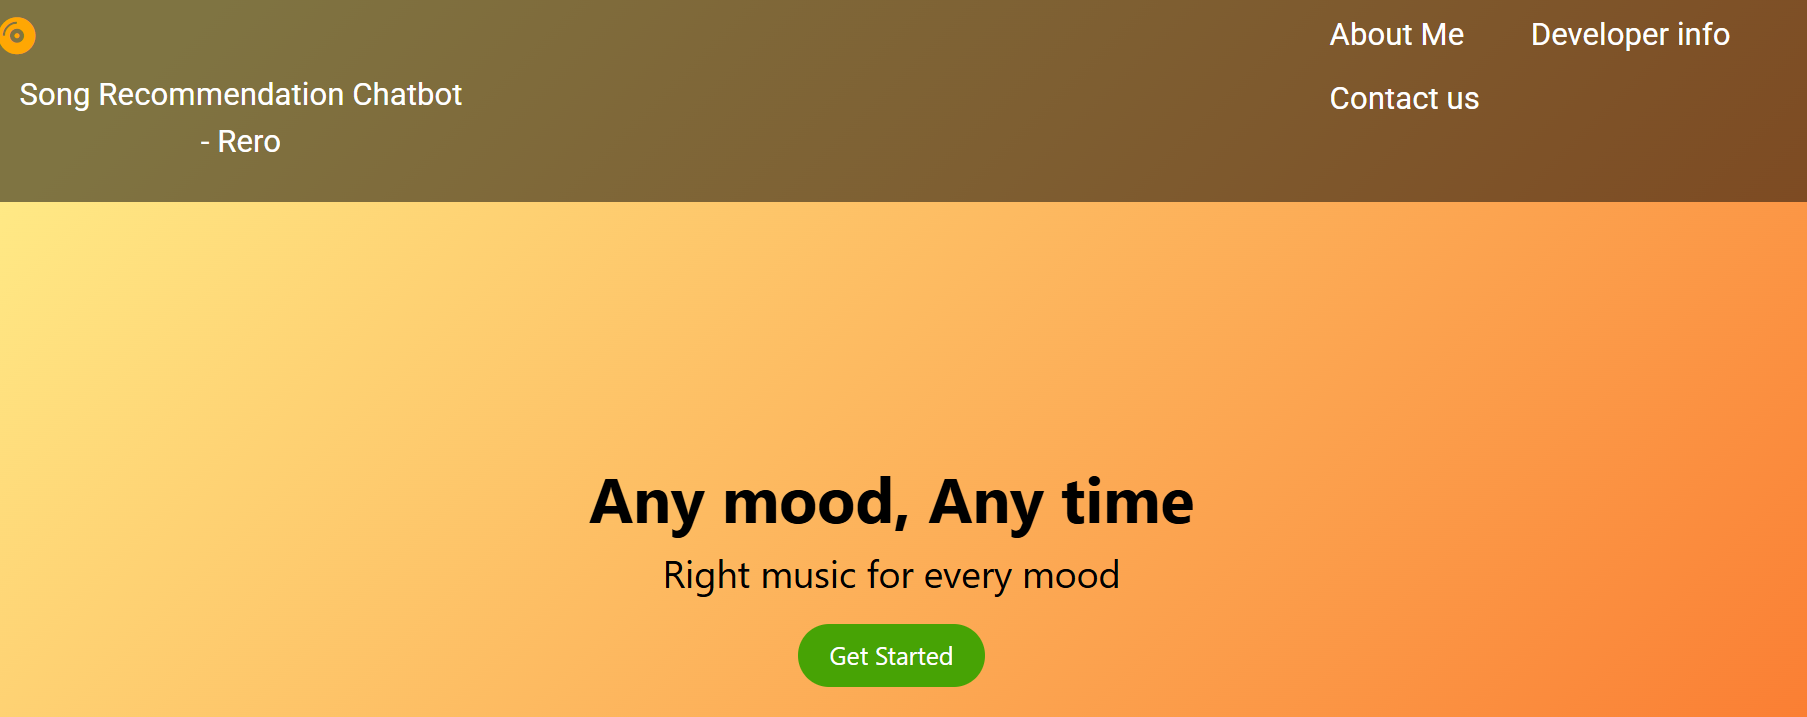 Song Recommendation Chatbot
- Rero
About Me
Developer info
Contact us
Any mood, Any time
Right music for every mood
Get Started